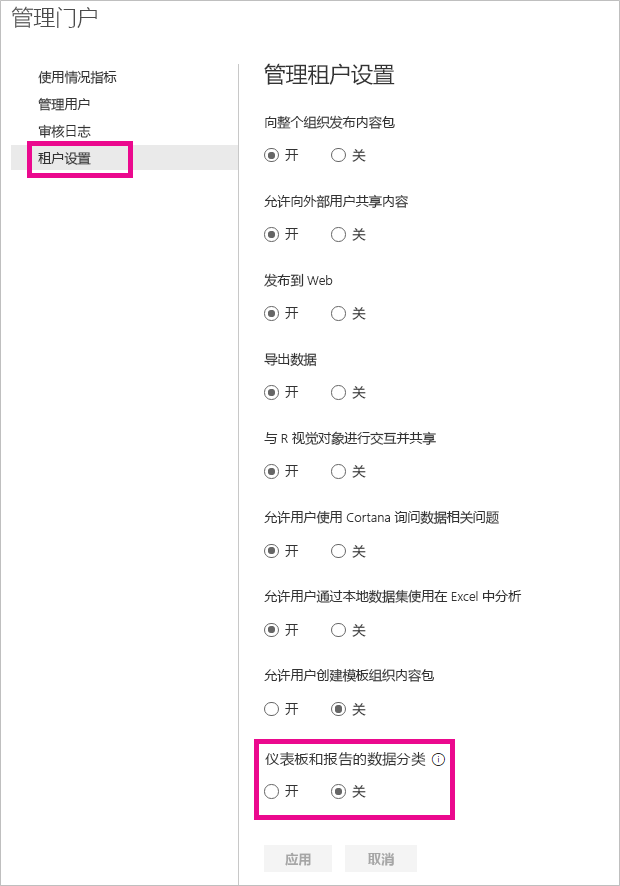 管理门户
使用情况指标
管理用户
审核日志
租户设置
管理租户设置
向整个组织发布内容包
开 关
允许向外部用户共享内容
开 关
发布到 Web
开 关
导出数据
开 关
与 R 视觉对象进行交互并共享
开 关
允许用户使用 Cortana 询问数据相关问题
开 关
允许用户通过本地数据集使用在 Excel 中分析
开 关
允许用户创建模板组织内容包
开 关
仪表板和报告的数据分类
开 关
应用 取消